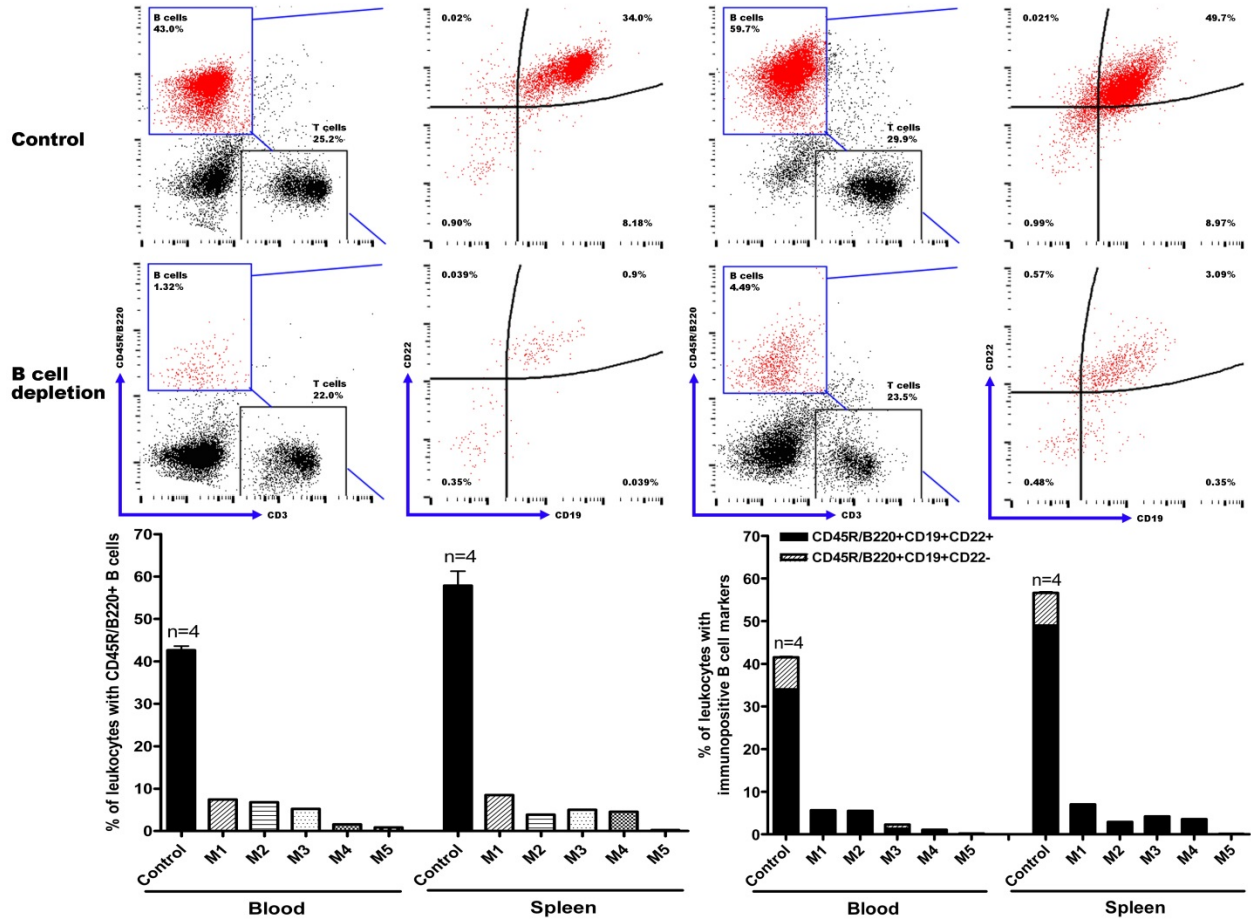 B cells
43.0%
T cells
25.2%
0.02%
34.0%
0.90%
8.18%
B cells
59.7%
T cells
29.9%
0.021%
49.7%
0.99%
8.97%
Control
B cells
1.32%
T cells
22.0%
CD45R/B220
CD3
0.039%
0.9%
0.35%
0.039%
CD22
CD19
B cells
4.49%
T cells
23.5%
CD45R/B220
CD3
0.57%
3.09%
0.48%
0.35%
CD22
CD19
B cell
depletion
% of leukocytes with CD45R/B220+ B cells
70
60
50
40
30
20
10
0
n=4
n=4
Control
M1
M2
M3
M4
M5
Control
M1
M2
M3
M4
M5
Blood
Spleen
% of leukocytes with
immunopositive B cell markers
CD45R/B220+CD19+CD22+
CD45R/B220+CD19+CD22-
70
60
50
40
30
20
10
0
n=4
n=4
Control
M1
M2
M3
M4
M5
Control
M1
M2
M3
M4
M5
Blood
Spleen